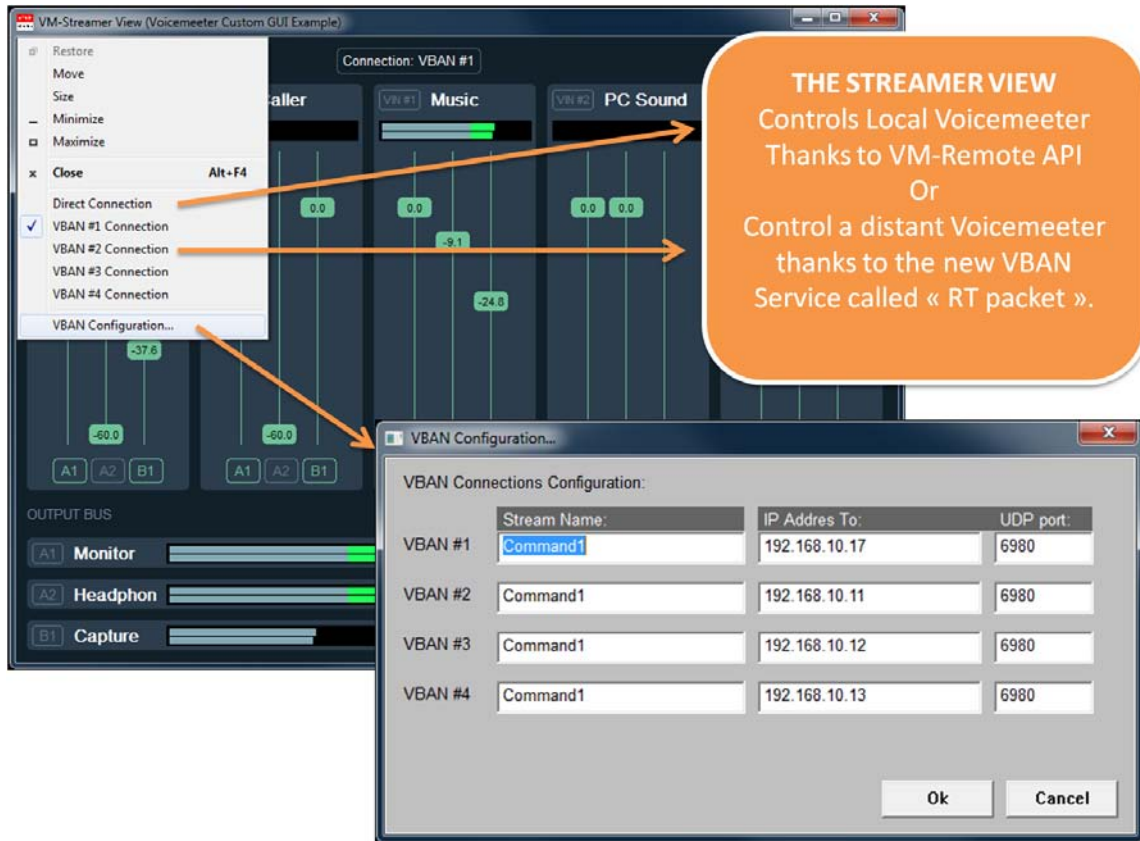 VM-Streamer View (Voicemeeter Custom GUI Example)
Restore
Move
Size
Minimize
Maximize
x Close Alt+F4
Direct Connection
VBAN #1 Connection
VBAN #2 Connection
VBAN #3 Connection
VBAN #4 Connection
VBAN Configuration...
Connection: VBAN #1
aller
VIN #1 Music
VIN #2 PC Sound
0.0
0.0
0.0 0.0
-9.1
-24.8
-37.6
-60.0
-60.0
A1 A2 B1
A1 A2 B1
OUTPUT BUS
A1 Monitor
A2 Headphon
B1 Capture
THE STREAMER VIEW
Controls Local Voicemeeter
Thanks to VM-Remote API
Or
Control a distant Voicemeeter
thanks to the new VBAN
Service called « RT packet ».
VBAN Configuration...
VBAN Connections Configuration:
Stream Name: IP Addres To: UDP port:
VBAN #1 Command1 192.168.10.17 6980
VBAN #2 Command1 192.168.10.11 6980
VBAN #3 Command1 192.168.10.12 6980
VBAN #4 Command1 192.168.10.13 6980
Ok Cancel